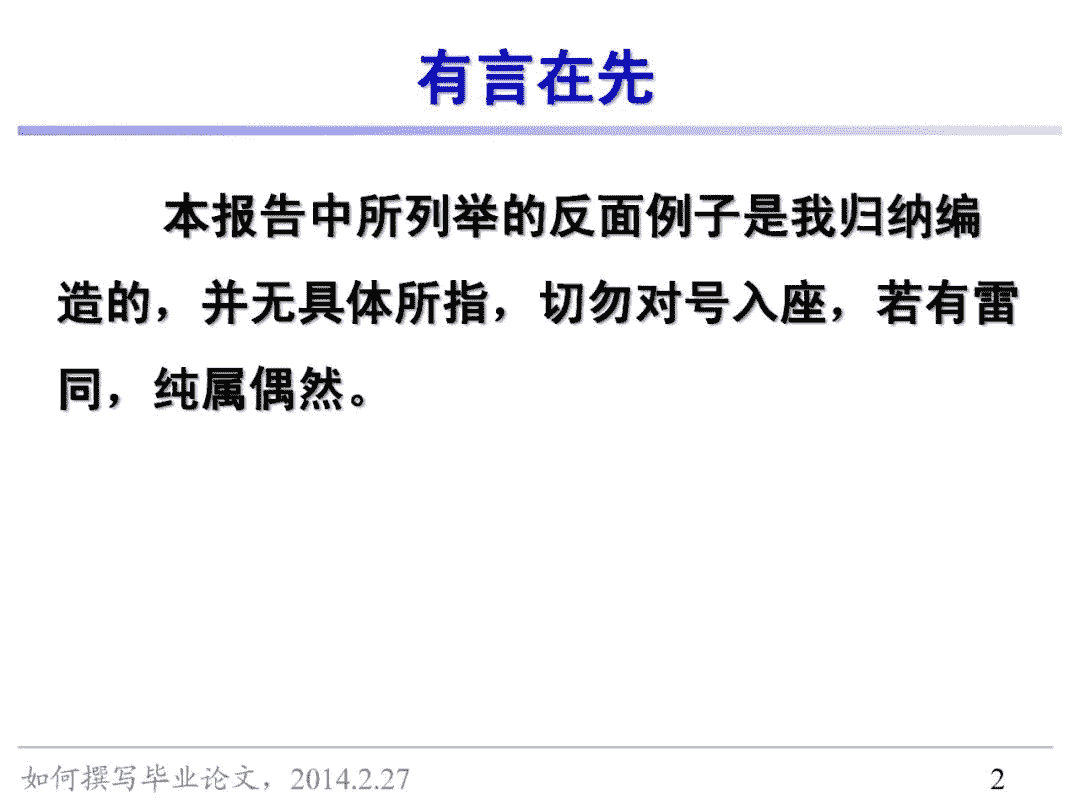 有言在先
本报告中所列举的反面例子是我归纳编
造的，并无具体所指，切勿对号入座，若有雷
同，纯属偶然。
如何撰写毕业论文，2014.2.27
2